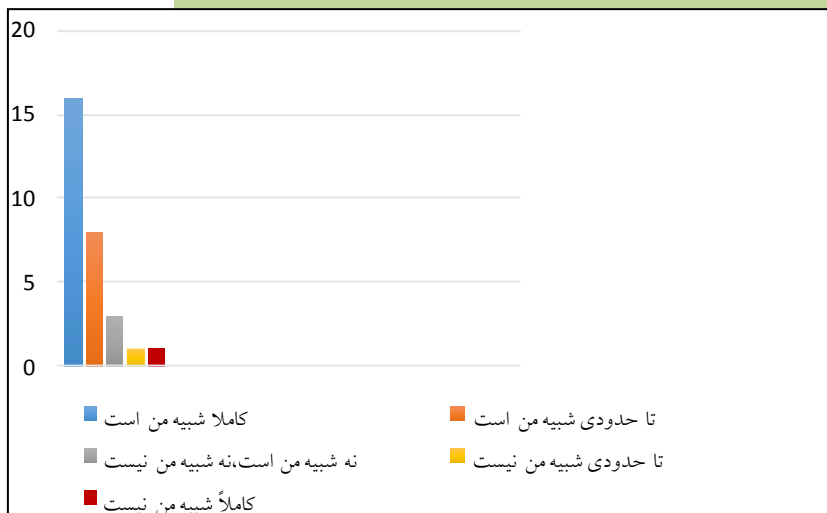 20
15
10
5
0
کاملا شبیه من است
تا حدودی شبیه من است
نه شبیه من است،نه شبیه من نیست
تا حدودی شبیه من نیست
کاملاً شبیه من نیست